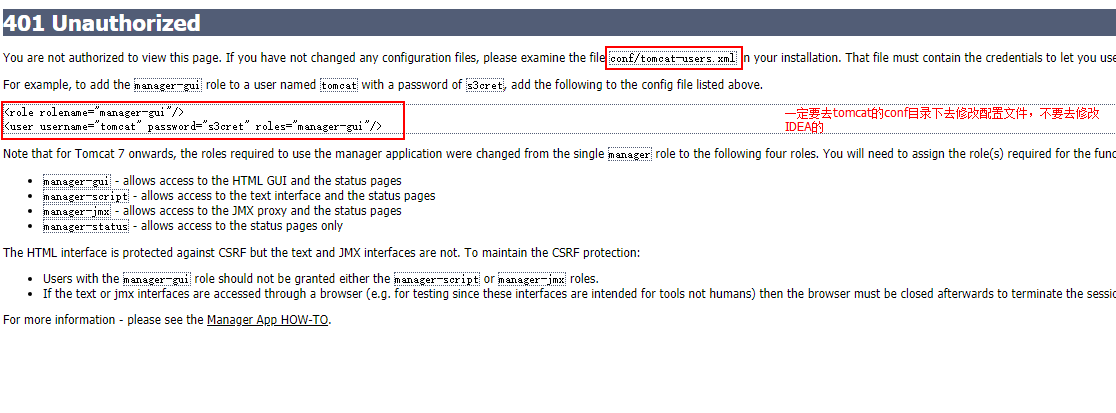 401 Unauthorized
You are not authorized to view this page. If you have not changed any configuration files, please examine the file conf/tomcat-users.xml in your installation. That file must contain the credentials to let you use
For example, to add the manager-gui role to a user named tomcat with a password of s3cret, add the following to the config file listed above.
<role rolename="manager-gui"/>
<user username="tomcat" password="s3cret" roles="manager-gui"/>
一定要去tomcat的conf目录下去修改配置文件，不要去修改
IDEA的
Note that for Tomcat 7 onwards, the roles required to use the manager application were changed from the single manager role to the following four roles. You will need to assign the role(s) required for the func
• manager-gui - allows access to the HTML GUI and the status pages
• manager-script - allows access to the text interface and the status pages
• manager-jmx - allows access to the JMX proxy and the status pages
• manager-status - allows access to the status pages only
The HTML interface is protected against CSRF but the text and JMX interfaces are not. To maintain the CSRF protection:
• Users with the manager-gui role should not be granted either the manager-script or manager-jmx roles.
• If the text or jmx interfaces are accessed through a browser (e.g. for testing since these interfaces are intended for tools not humans) then the browser must be closed afterwards to terminate the sessio
For more information - please see the Manager App HOW-TO.